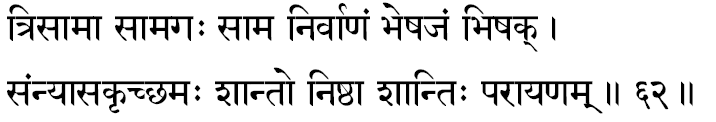 त्रिसामा सामगः साम निर्वाणं भेषजं भिषक् ।
संन्यासकृच्छमः शान्तो निष्ठा शान्तिः परायणम् ॥ ६२ ॥